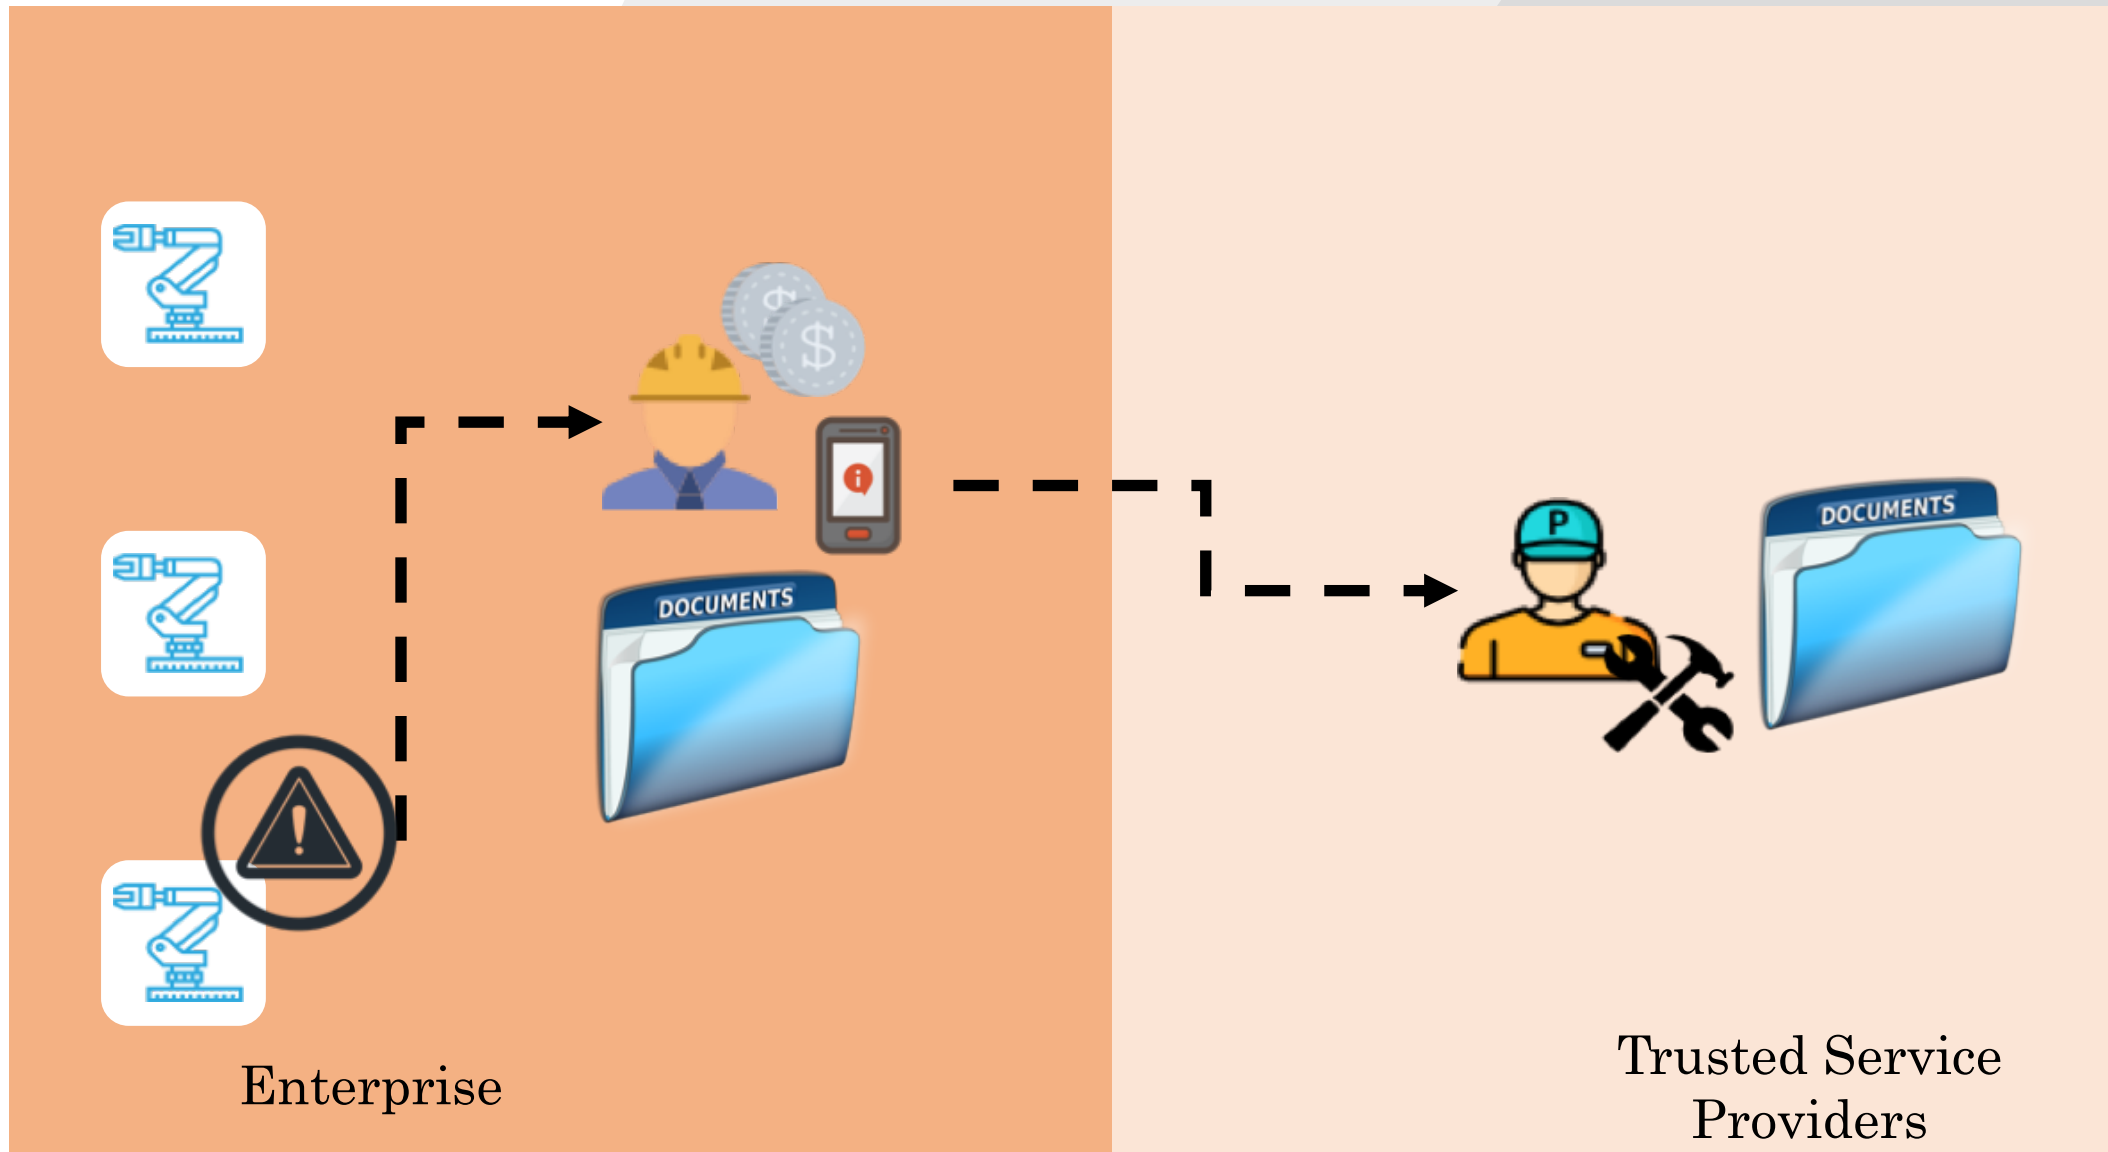 $
$
i
DOCUMENTS
P
DOCUMENTS
Enterprise
Trusted Service
Providers